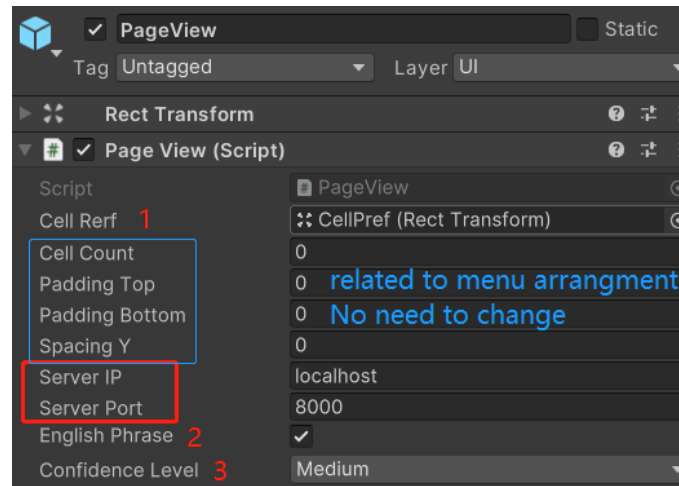 PageView Static
Tag Untagged Layer UI
Rect Transform
# Page View (Script)
Script # PageView
Cell Rerf 1 CellPref (Rect Transform)
Cell Count 0
Padding Top 0 related to menu arrangment
Padding Bottom 0 No need to change
Spacing Y 0
Server IP localhost
Server Port 8000
English Phrase 2
Confidence Level 3 Medium